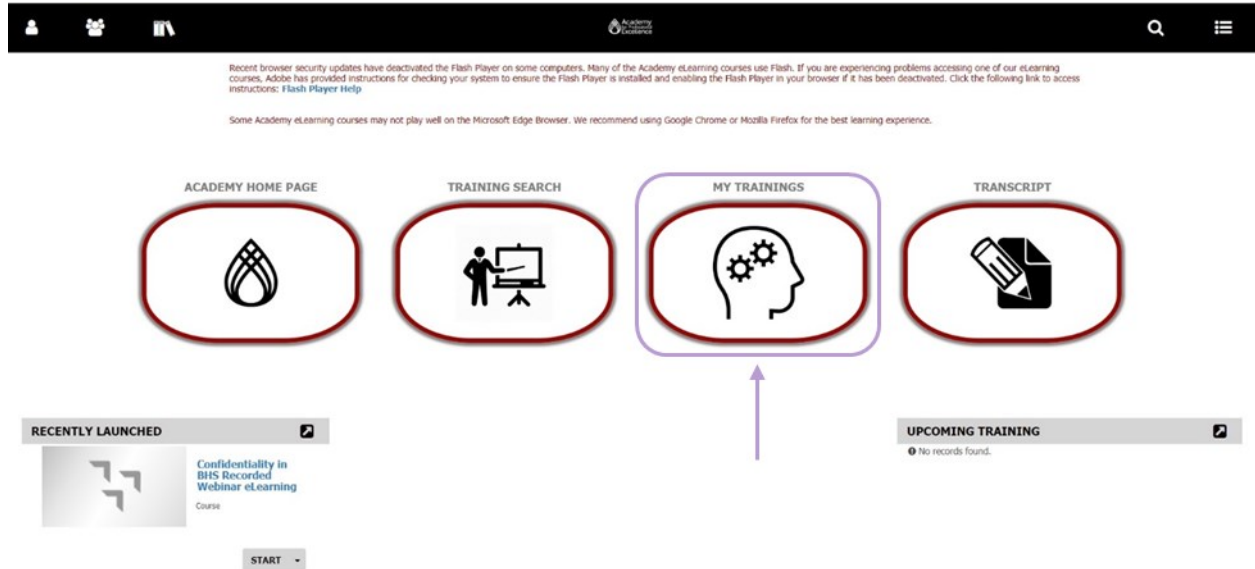 Academy
for Professional
Excellence
Recent browser security updates have deactivated the Flash Player on some computers. Many of the Academy eLearning courses use Flash. If you are experiencing problems accessing one of our eLearning
courses, Adobe has provided instructions for checking your system to ensure the Flash Player is installed and enabling the Flash Player in your browser if it has been deactivated. Click the following link to access
instructions: Flash Player Help
Some Academy eLearning courses may not play well on the Microsoft Edge Browser. We recommend using Google Chrome or Mozilla Firefox for the best learning experience.
ACADEMY HOME PAGE
TRAINING SEARCH
MY TRAININGS
TRANSCRIPT
RECENTLY LAUNCHED
Confidentiality in
BHS Recorded
Webinar eLearning
Course
START
UPCOMING TRAINING
No records found.